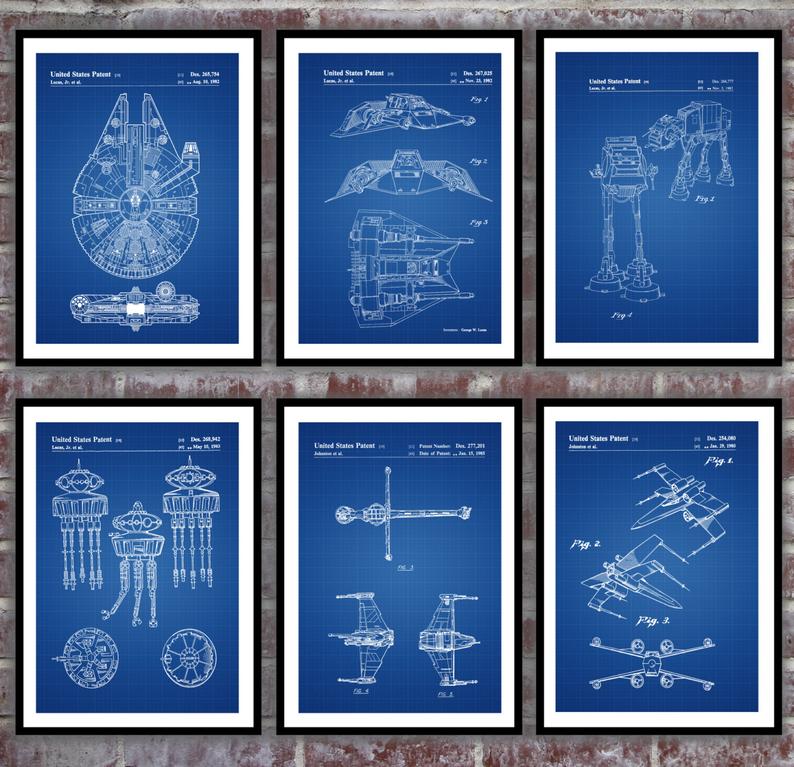 United States Patent [19] [11] Des. 265,754
Lucas, Jr. et al. [45] ** Aug. 10, 1982
United States Patent [19] [11] Des. 267,025
Lucas, Jr. et al. [45] ** Nov. 23, 1982
Fig. 1
Fig. 2
Fig. 3
Inventors: George W. Lucas
United States Patent [19] [11] Des. 266,777
Lucas, Jr. et al. [45] ** Nov. 2, 1982
Fig. 1
Fig. 4
United States Patent [19] [11] Des. 268,942
Lucas, Jr. et al. [45] ** May 10, 1983
United States Patent [19] [11] Patent Number: Des. 277,201
Johnston et al. [45] Date of Patent: ** Jan. 15, 1985
FIG. 3
FIG. 4
FIG. 5
United States Patent [19] [11] Des. 254,080
Johnston et al. [45] ** Jan. 29, 1980
Fig. 1.
Fig. 2.
Fig. 3.